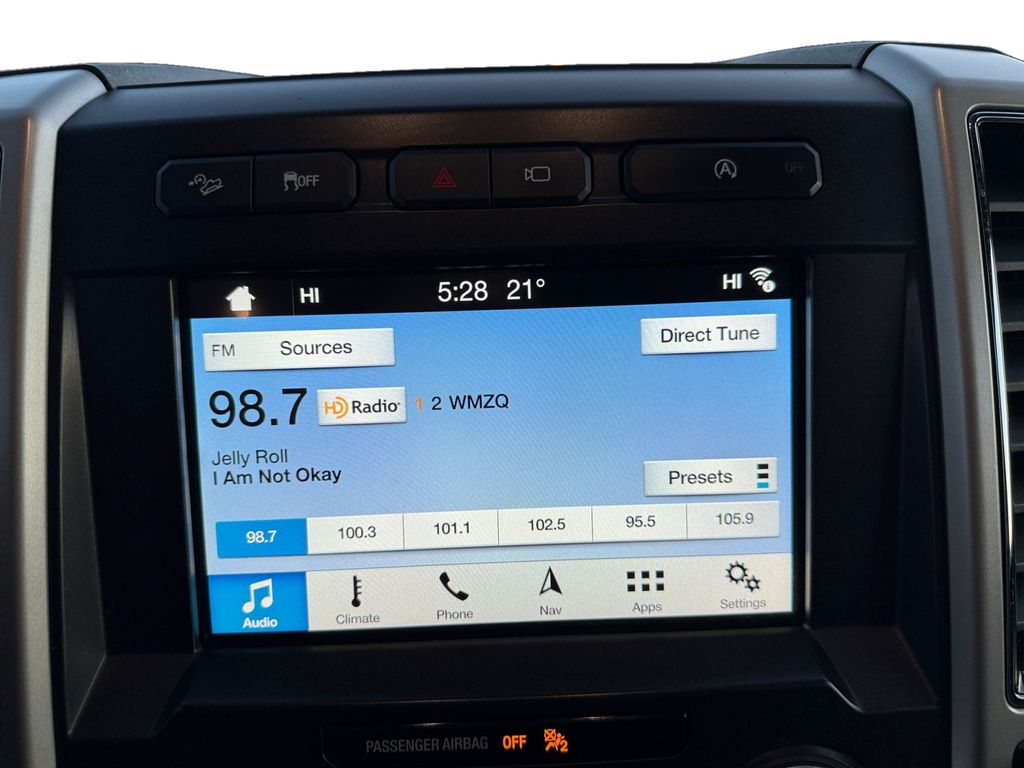 OFF
A OFF
HI 5:28 21° HI
FM Sources
Direct Tune
98.7 HD Radio 1 2 WMZQ
Jelly Roll
I Am Not Okay
Presets
98.7 100.3 101.1 102.5 95.5 105.9
Audio Climate Phone Nav Apps Settings
PASSENGER AIRBAG OFF 2